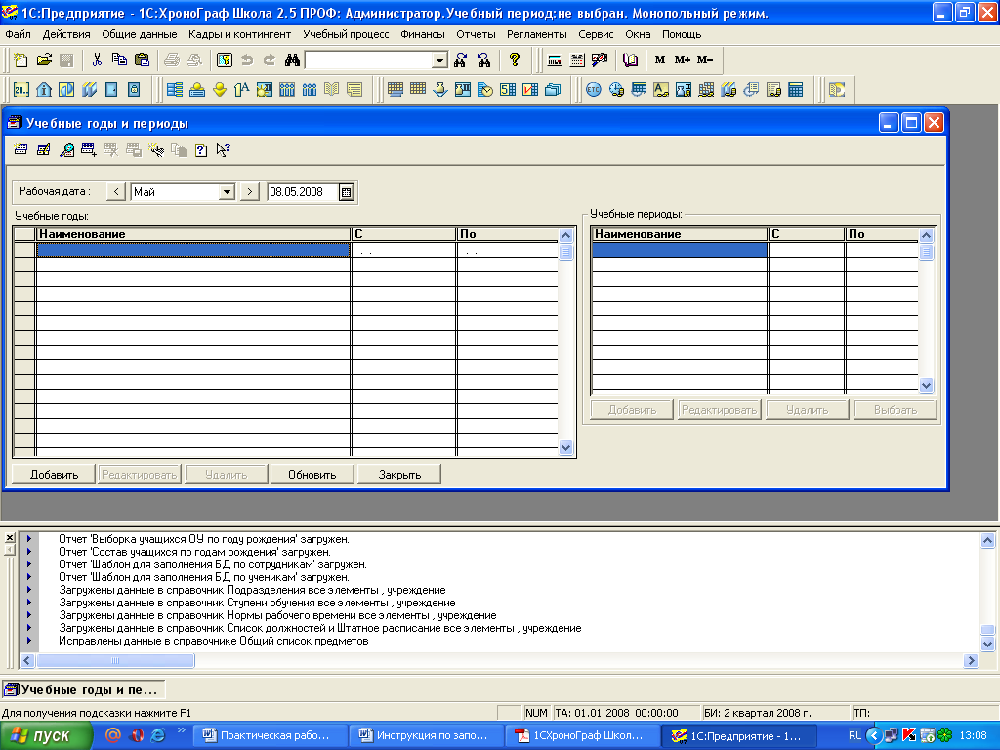 1С:Предприятие - 1С:ХроноГраф Школа 2.5 ПРОФ: Администратор.Учебный период:не выбран. Монопольный режим.
Файл Действия Общие данные Кадры и контингент Учебный процесс Финансы Отчеты Регламенты Сервис Окна Помощь
M M+ M−
Учебные годы и периоды
Рабочая дата : < Май > 08.05.2008
Учебные годы: Учебные периоды:
Наименование С По Наименование С По
. . . .
Добавить Редактировать Удалить Выбрать
Добавить Редактировать Удалить Обновить Закрыть
Отчет 'Выборка учащихся ОУ по году рождения' загружен.
Отчет 'Состав учащихся по годам рождения' загружен.
Отчет 'Шаблон для заполнения БД по сотрудникам' загружен.
Отчет 'Шаблон для заполнения БД по ученикам' загружен.
Загружены данные в справочник Подразделения все элементы , учреждение
Загружены данные в справочник Ступени обучения все элементы , учреждение
Загружены данные в справочник Нормы рабочего времени все элементы , учреждение
Загружены данные в справочник Список должностей и Штатное расписание все элементы , учреждение
Исправлены данные в справочнике Общий список предметов
Учебные годы и пе...
Для получения подсказки нажмите F1 NUM ТА: 01.01.2008 00:00:00 БИ: 2 квартал 2008 г. ТП:
пуск Практическая рабо... Инструкция по запо... 1СХроноГраф Школ... 1С:Предприятие - 1... RL 13:08